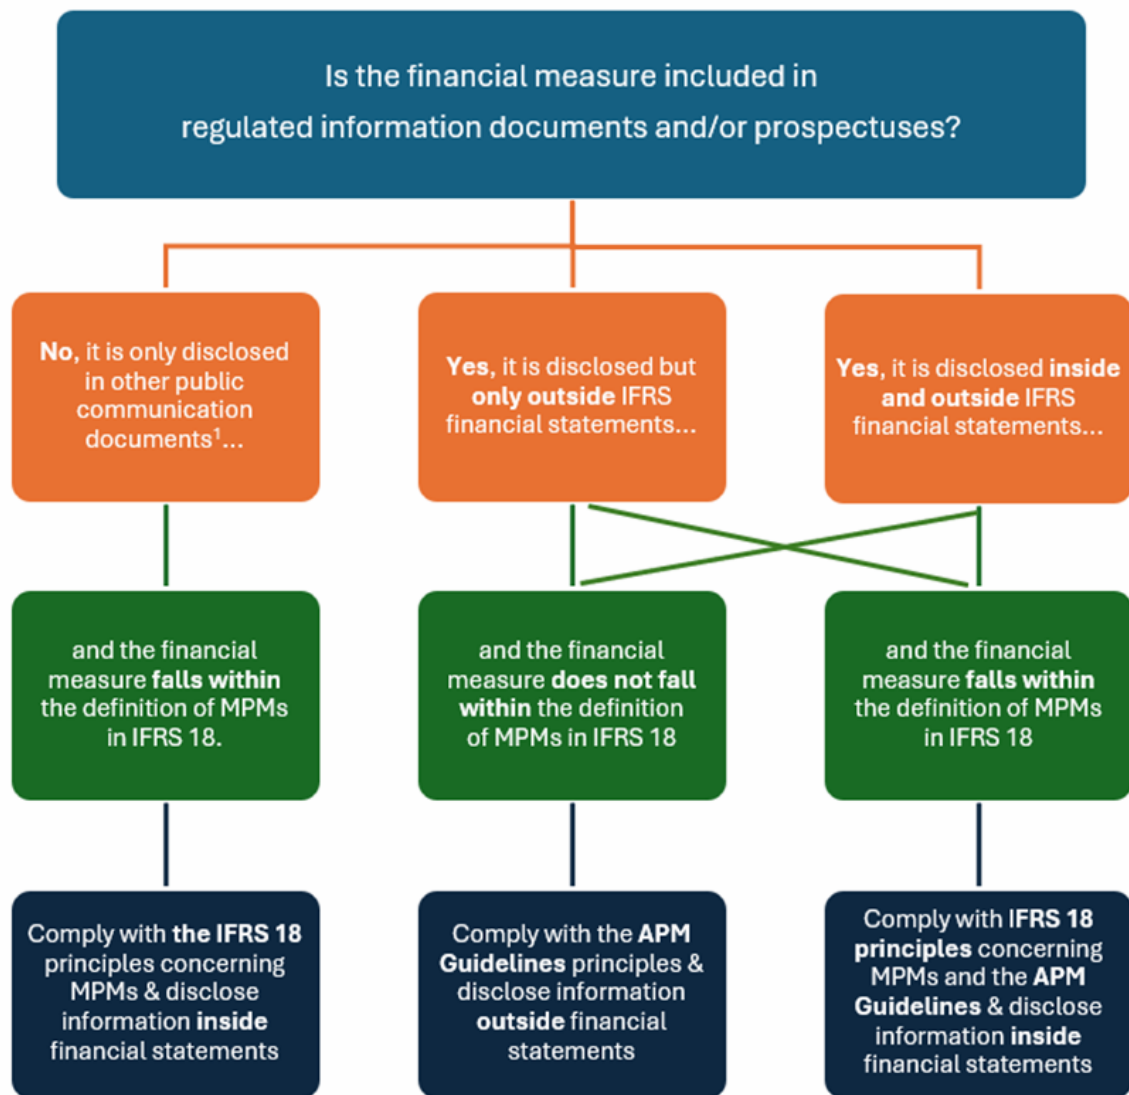 Is the financial measure included in
regulated information documents and/or prospectuses?
No, it is only disclosed
in other public
communication
documents¹...
Yes, it is disclosed but
only outside IFRS
financial statements...
Yes, it is disclosed inside
and outside IFRS
financial statements...
and the financial
measure falls within
the definition of MPMs
in IFRS 18.
and the financial
measure does not fall
within the definition
of MPMs in IFRS 18
and the financial
measure falls within
the definition of MPMs
in IFRS 18
Comply with the IFRS 18
principles concerning
MPMs & disclose
information inside
financial statements
Comply with the APM
Guidelines principles &
disclose information
outside financial
statements
Comply with IFRS 18
principles concerning
MPMs and the APM
Guidelines & disclose
information inside
financial statements